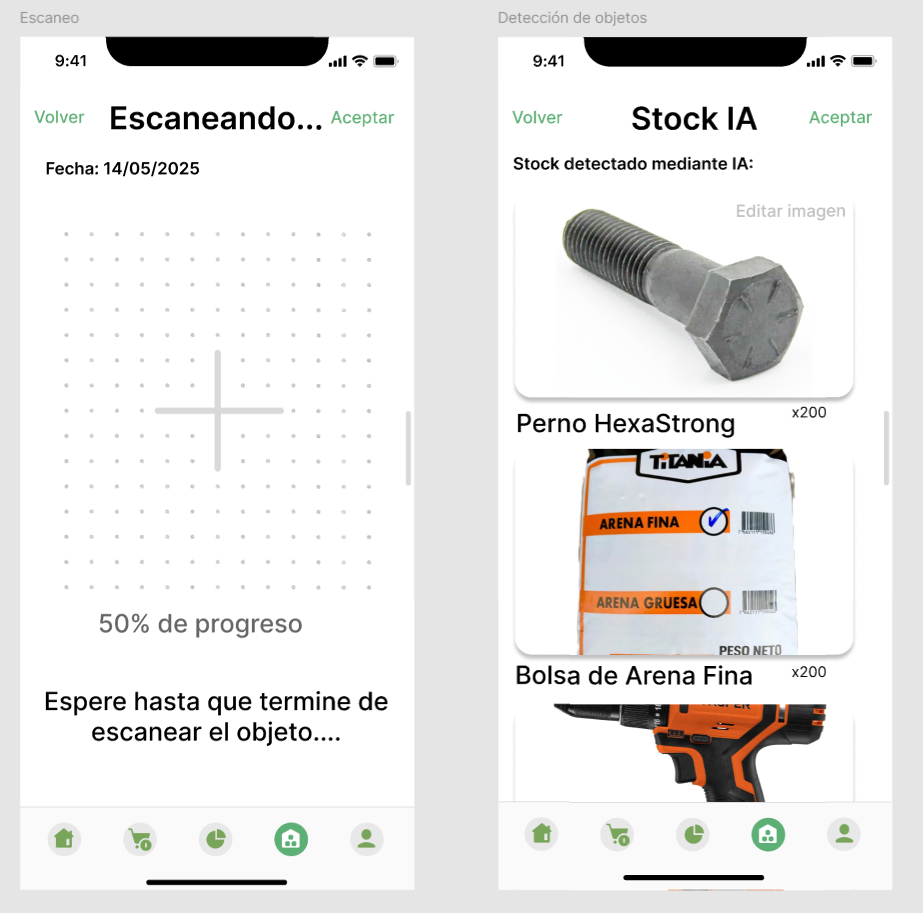 Escaneo
9:41
Volver
Escaneando...
Aceptar
Fecha: 14/05/2025
50% de progreso
Espere hasta que termine de
escanear el objeto....
Detección de objetos
9:41
Volver
Stock IA
Aceptar
Stock detectado mediante IA:
Editar imagen
Perno HexaStrong
x200
TiTANiA
ARENA FINA
ARENA GRUESA
PESO NETO
Bolsa de Arena Fina
x200